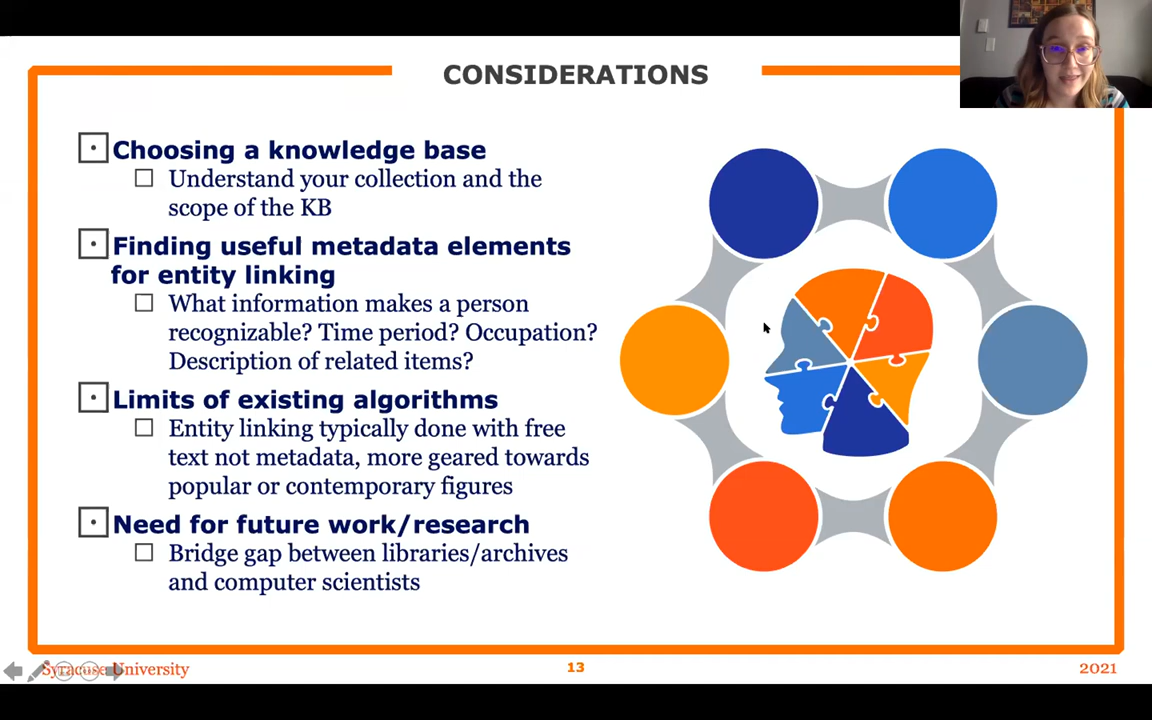 CONSIDERATIONS
Choosing a knowledge base
Understand your collection and the
scope of the KB
Finding useful metadata elements
for entity linking
What information makes a person
recognizable? Time period? Occupation?
Description of related items?
Limits of existing algorithms
Entity linking typically done with free
text not metadata, more geared towards
popular or contemporary figures
Need for future work/research
Bridge gap between libraries/archives
and computer scientists
Syracuse University
13
2021